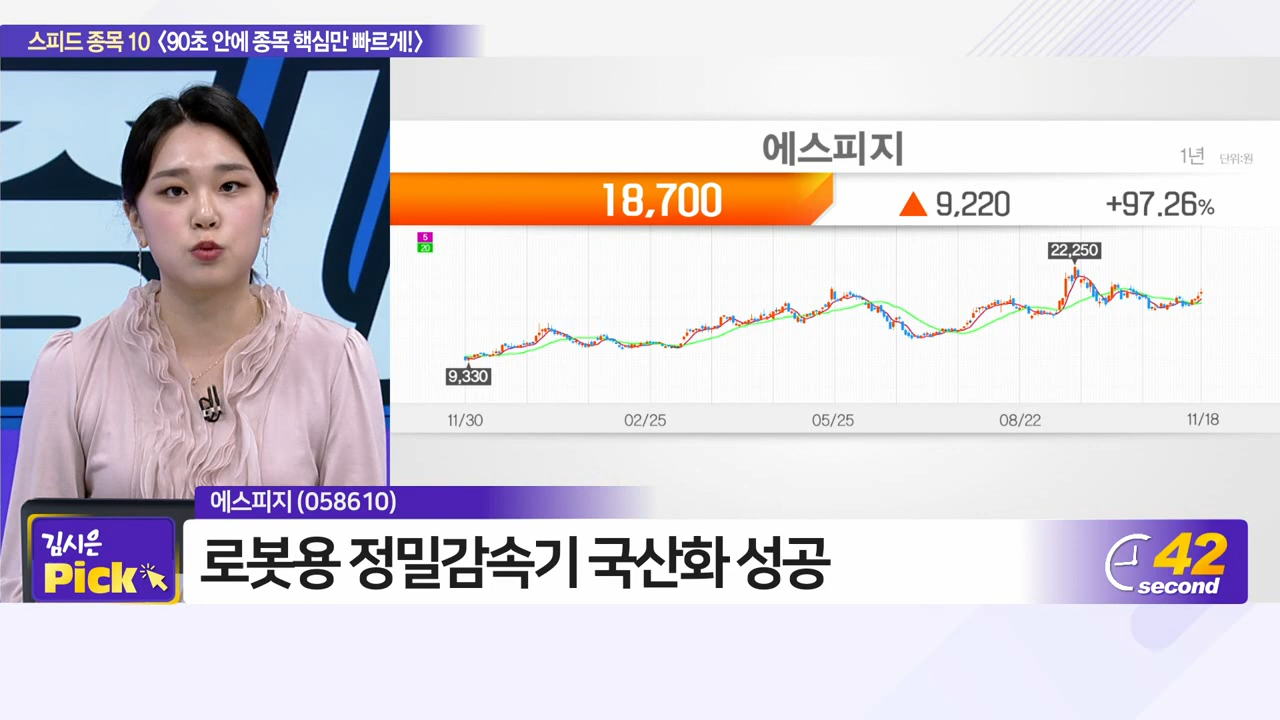 스피드 종목 10 <90초 안에 종목 핵심만 빠르게!>
에스피지
1년 단위:원
18,700 ▲ 9,220 +97.26%
5
20
22,250
9,330
11/30 02/25 05/25 08/22 11/18
에스피지 (058610)
김시은
Pick
로봇용 정밀감속기 국산화 성공
42
second